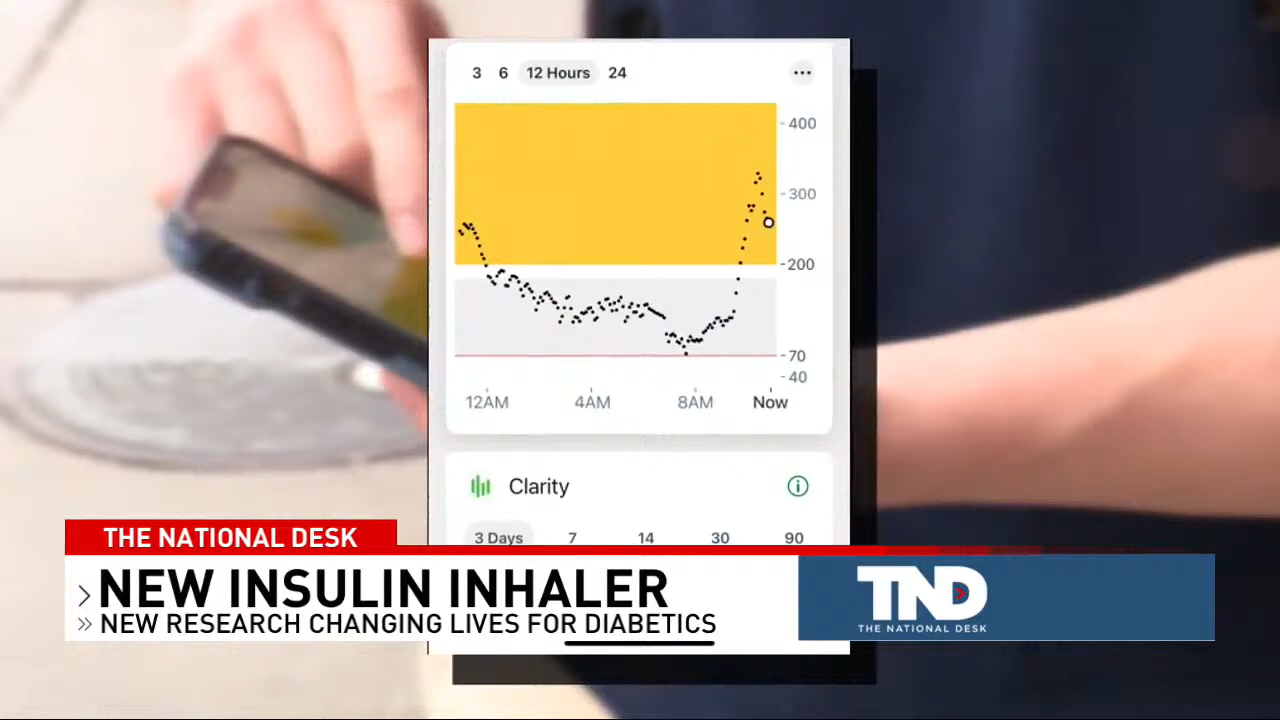 3 6 12 Hours 24
400
300
200
70
40
12AM 4AM 8AM Now
Clarity
3 Days 7 14 30 90
THE NATIONAL DESK
NEW INSULIN INHALER
NEW RESEARCH CHANGING LIVES FOR DIABETICS
TND
THE NATIONAL DESK